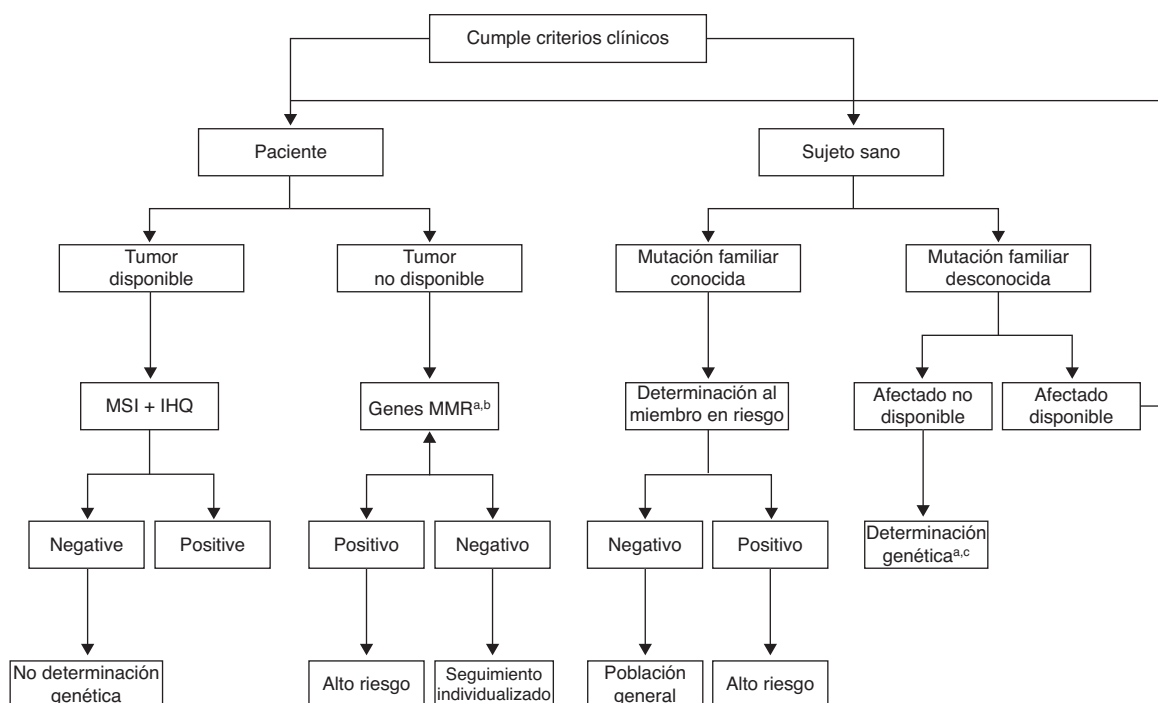 Cumple criterios clínicos
Paciente
Sujeto sano
Tumor
disponible
Tumor
no disponible
Mutación familiar
conocida
Mutación familiar
desconocida
MSI + IHQ
Genes MMRa,b
Determinación al
miembro en riesgo
Afectado no
disponible
Afectado
disponible
Negative
Positive
Positivo
Negativo
Negativo
Positivo
Determinación
genéticaa,c
No determinación
genética
Alto riesgo
Seguimiento
individualizado
Población
general
Alto riesgo